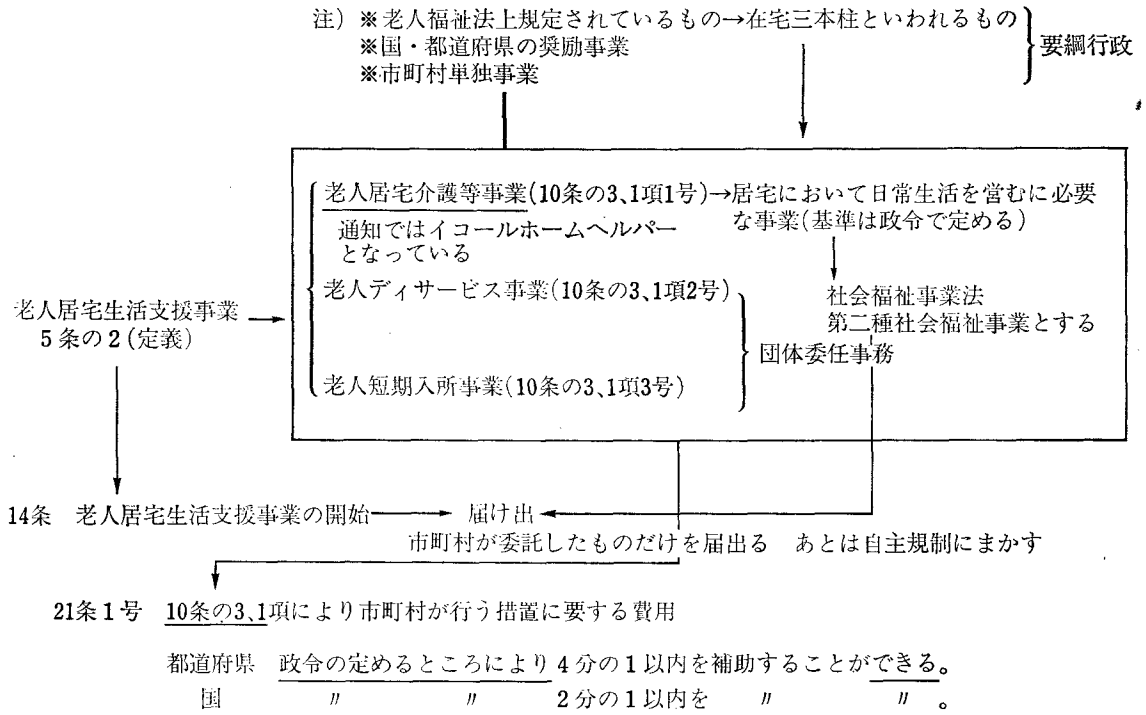 注) ※老人福祉法上規定されているもの→在宅三本柱といわれるもの
※国・都道府県の奨励事業
※市町村単独事業
要綱行政
老人居宅介護等事業(10条の3、1項1号)→居宅において日常生活を営むに必要
な事業(基準は政令で定める)
通知ではイコールホームヘルパー
となっている
老人ディサービス事業(10条の3、1項2号)
社会福祉事業法
第二種社会福祉事業とする
老人居宅生活支援事業
5条の2(定義)
団体委任事務
老人短期入所事業(10条の3、1項3号)
14条 老人居宅生活支援事業の開始→届け出
市町村が委託したものだけを届出る あとは自主規制にまかす
21条1号 10条の3、1項により市町村が行う措置に要する費用
都道府県 政令の定めるところにより4分の1以内を補助することができる。
国 〃 〃 2分の1以内を 〃 〃 。